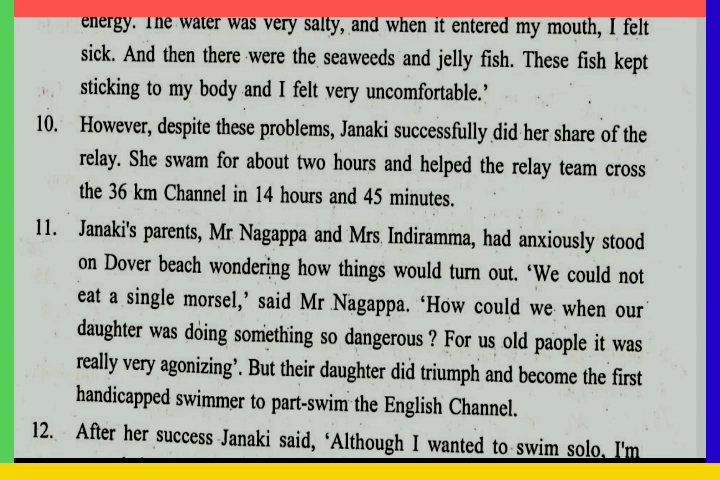 energy. The water was very salty, and when it entered my mouth, I felt
sick. And then there were the seaweeds and jelly fish. These fish kept
sticking to my body and I felt very uncomfortable.’
10. However, despite these problems, Janaki successfully did her share of the
relay. She swam for about two hours and helped the relay team cross
the 36 km Channel in 14 hours and 45 minutes.
11. Janaki's parents, Mr Nagappa and Mrs Indiramma, had anxiously stood
on Dover beach wondering how things would turn out. ‘We could not
eat a single morsel,’ said Mr Nagappa. ‘How could we when our
daughter was doing something so dangerous ? For us old paople it was
really very agonizing’. But their daughter did triumph and become the first
handicapped swimmer to part-swim the English Channel.
12. After her success Janaki said, ‘Although I wanted to swim solo, I'm